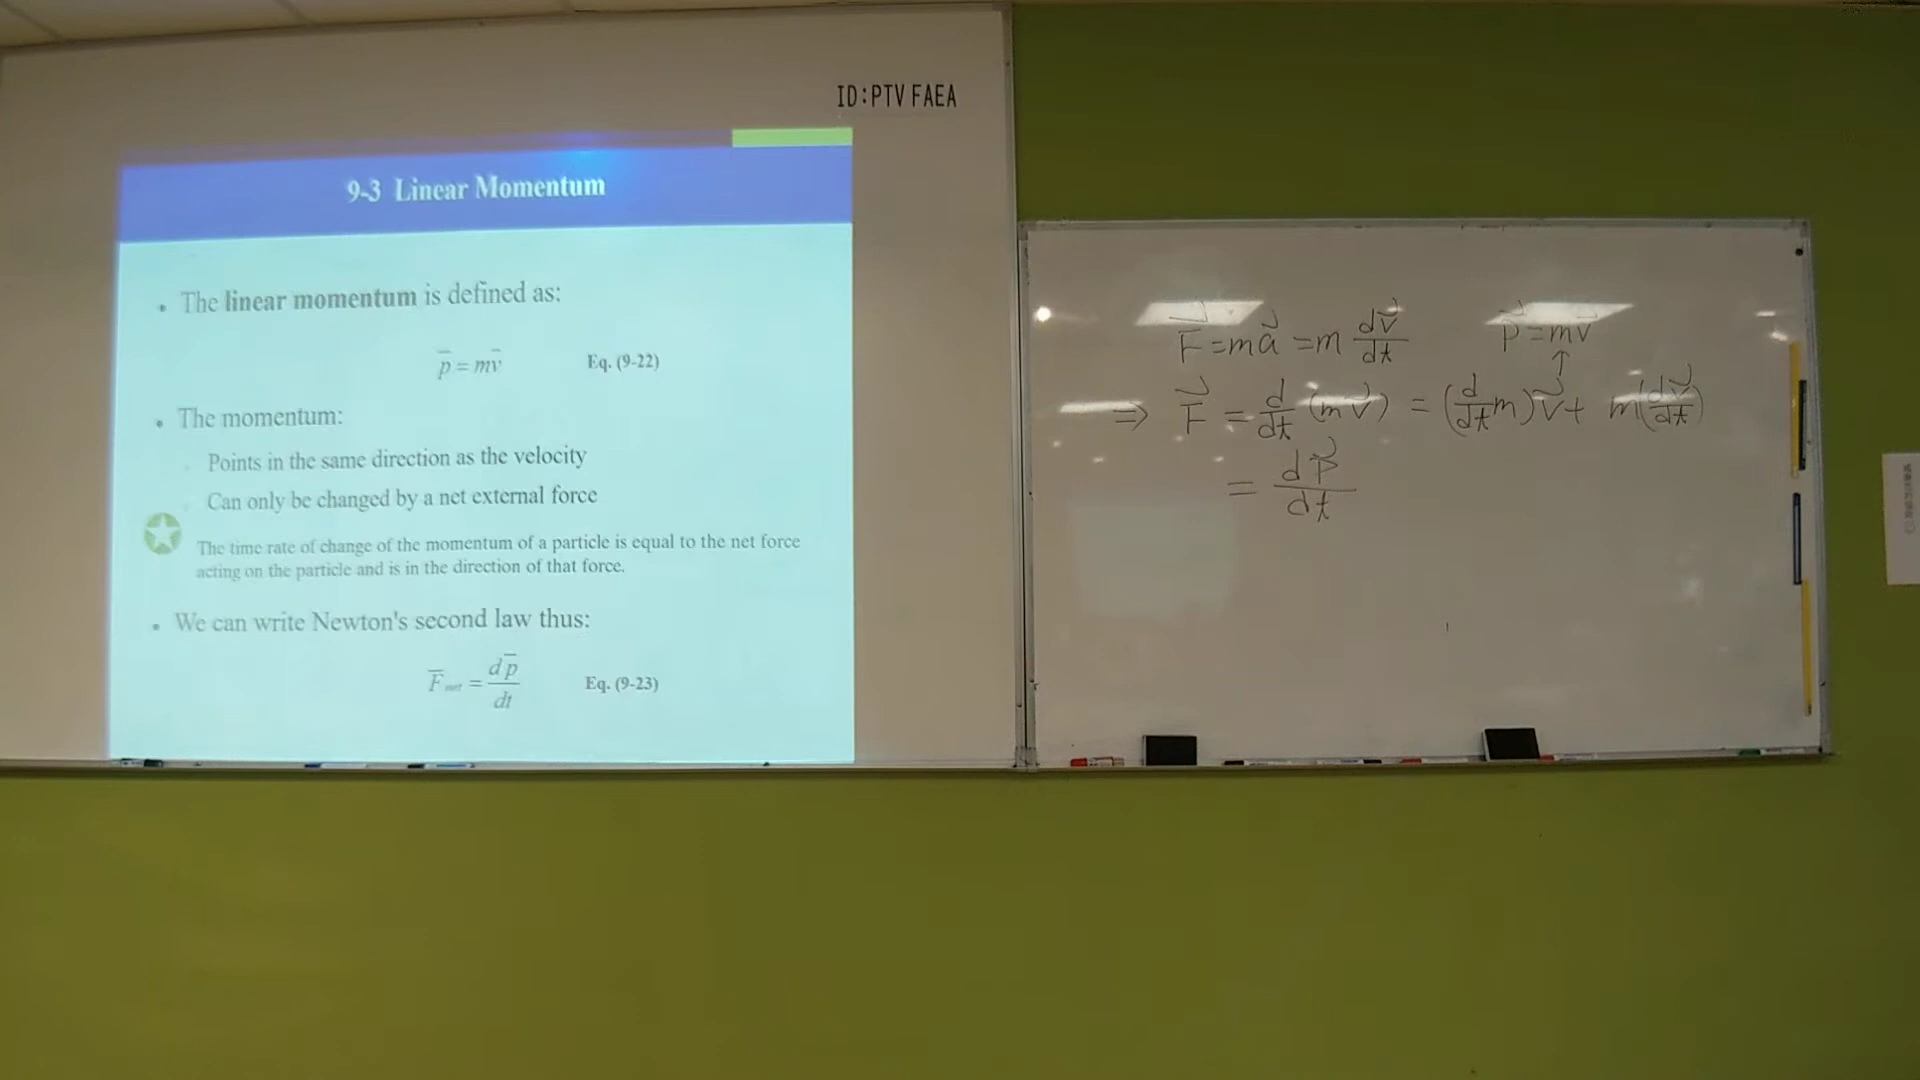 ID:PTV FAEA
9-3 Linear Momentum
• The linear momentum is defined as:
p⃗ = mv⃗ Eq. (9-22)
• The momentum:
Points in the same direction as the velocity
Can only be changed by a net external force
The time rate of change of the momentum of a particle is equal to the net force
acting on the particle and is in the direction of that force.
• We can write Newton's second law thus:
F⃗net = dp⃗/dt Eq. (9-23)
F⃗ = ma⃗ = m dv⃗/dt P⃗ = mv⃗
↑
⇒ F⃗ = d/dt (mv⃗) = (d/dt m)v⃗ + m(dv⃗/dt)
= dP⃗/dt